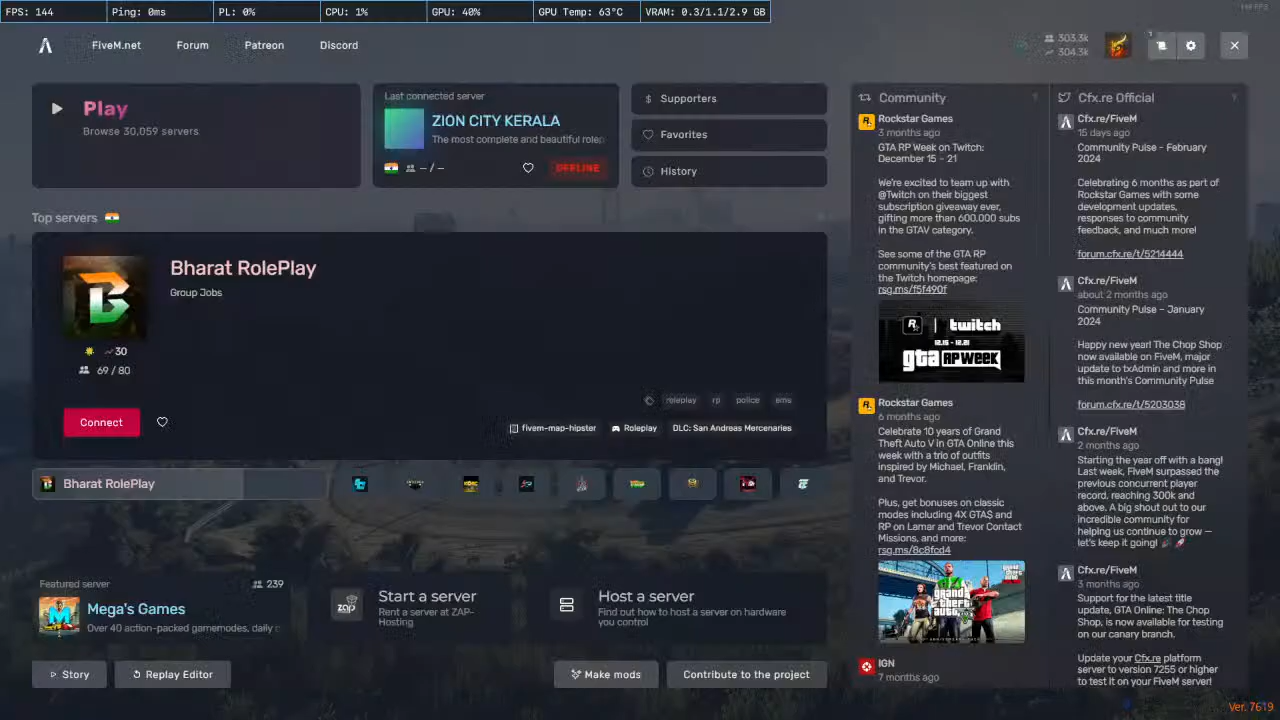 FPS: 144
Ping: 0ms
PL: 0%
CPU: 1%
GPU: 40%
GPU Temp: 63°C
VRAM: 0.3/1.1/2.9 GB
FiveM.net
Forum
Patreon
Discord
303.3k
304.3k
Play
Browse 30,059 servers
Last connected server
ZION CITY KERALA
The most complete and beautiful role
– / –
OFFLINE
$ Supporters
Favorites
History
Top servers
Bharat RolePlay
Group Jobs
30
69 / 80
Connect
roleplay
rp
police
ems
fivem-map-hipster
Roleplay
DLC: San Andreas Mercenaries
Bharat RolePlay
Featured server
239
Mega's Games
Over 40 action-packed gamemodes, daily c
ZAP
Start a server
Rent a server at ZAP-
Hosting
Host a server
Find out how to host a server on hardware
you control
Story
Replay Editor
Make mods
Contribute to the project
Community
Rockstar Games
3 months ago
GTA RP Week on Twitch:
December 15 – 21
We're excited to team up with
@Twitch on their biggest
subscription giveaway ever,
gifting more than 600,000 subs
in the GTAV category.
See some of the GTA RP
community's best featured on
the Twitch homepage:
rsg.ms/f5f490f
R | twitch
12.15 - 12.21
gta RP WEEK
Rockstar Games
6 months ago
Celebrate 10 years of Grand
Theft Auto V in GTA Online this
week with a trio of outfits
inspired by Michael, Franklin,
and Trevor.
Plus, get bonuses on classic
modes including 4X GTA$ and
RP on Lamar and Trevor Contact
Missions, and more:
rsg.ms/8c8fcd4
grand
theft
auto
IGN
7 months ago
Cfx.re Official
Cfx.re/FiveM
15 days ago
Community Pulse – February
2024
Celebrating 6 months as part of
Rockstar Games with some
development updates,
responses to community
feedback, and much more!
forum.cfx.re/t/5214444
Cfx.re/FiveM
about 2 months ago
Community Pulse – January
2024
Happy new year! The Chop Shop
now available on FiveM, major
update to txAdmin and more in
this month's Community Pulse
forum.cfx.re/t/5203038
Cfx.re/FiveM
2 months ago
Starting the year off with a bang!
Last week, FiveM surpassed the
previous concurrent player
record, reaching 300k and
above. A big shout out to our
incredible community for
helping us continue to grow —
let's keep it going! 🎉🚀
Cfx.re/FiveM
3 months ago
Support for the latest title
update, GTA Online: The Chop
Shop, is now available for testing
on our canary branch.
Update your Cfx.re platform
server to version 7255 or higher
to test it on your FiveM server!
Ver. 7619